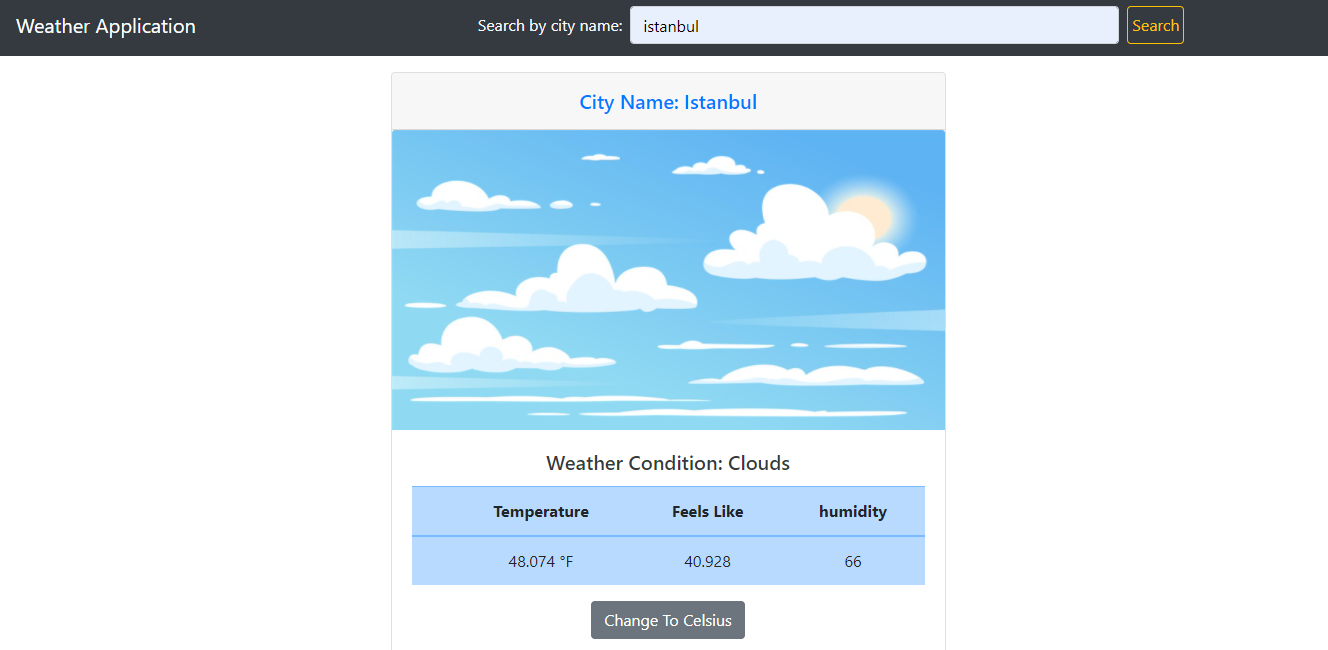 Weather Application
Search by city name: istanbul Search
City Name: Istanbul
Weather Condition: Clouds
Temperature Feels Like humidity
48.074 °F 40.928 66
Change To Celsius